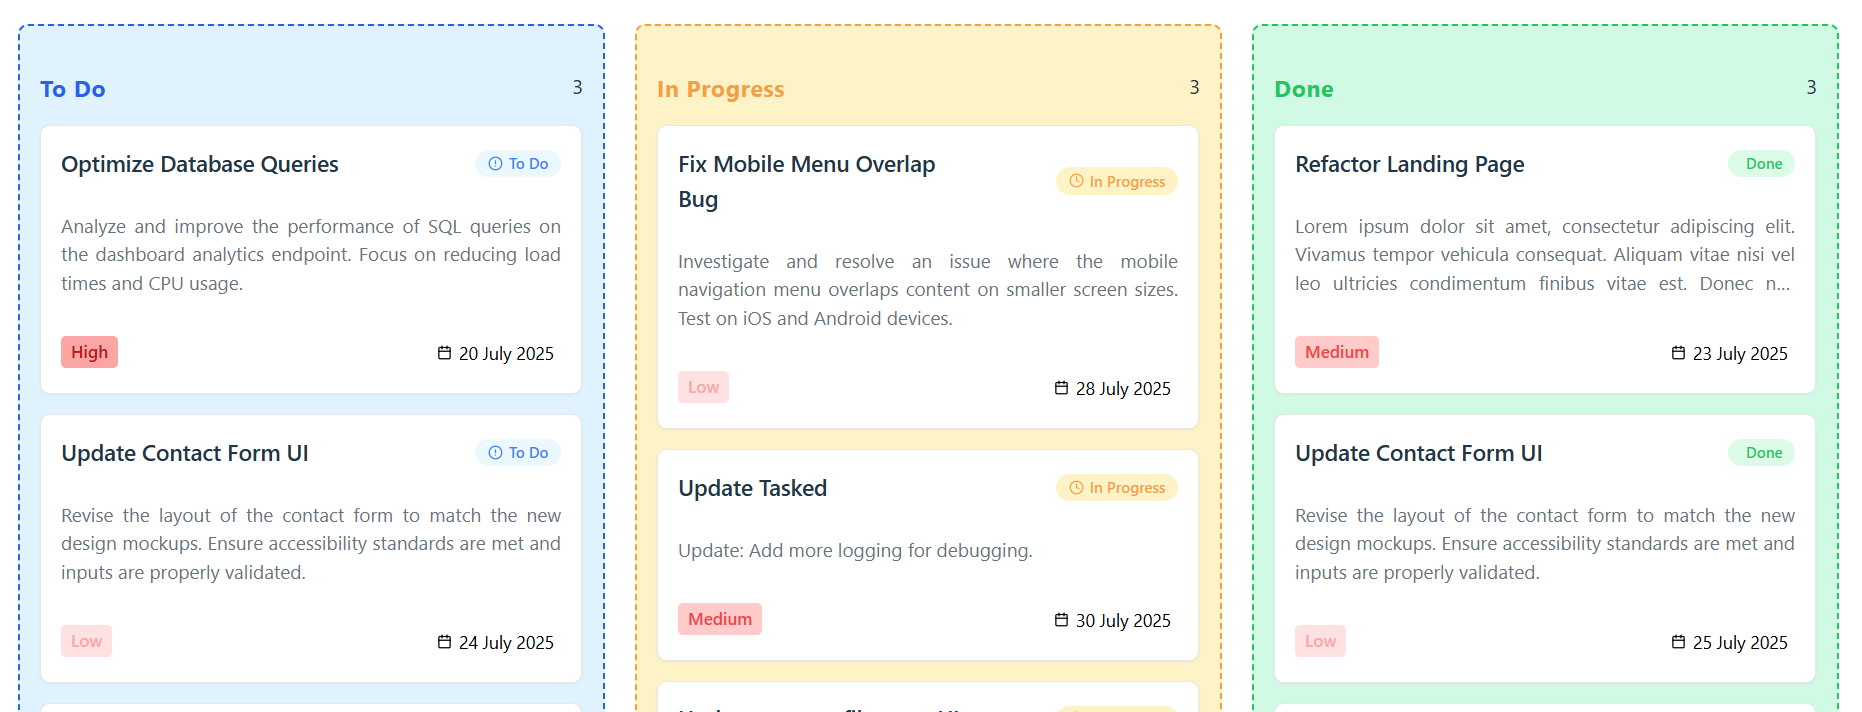 To Do
3
Optimize Database Queries
To Do
Analyze and improve the performance of SQL queries on
the dashboard analytics endpoint. Focus on reducing load
times and CPU usage.
High
20 July 2025
Update Contact Form UI
To Do
Revise the layout of the contact form to match the new
design mockups. Ensure accessibility standards are met and
inputs are properly validated.
Low
24 July 2025
In Progress
3
Fix Mobile Menu Overlap
Bug
In Progress
Investigate and resolve an issue where the mobile
navigation menu overlaps content on smaller screen sizes.
Test on iOS and Android devices.
Low
28 July 2025
Update Tasked
In Progress
Update: Add more logging for debugging.
Medium
30 July 2025
Done
3
Refactor Landing Page
Done
Lorem ipsum dolor sit amet, consectetur adipiscing elit.
Vivamus tempor vehicula consequat. Aliquam vitae nisi vel
leo ultricies condimentum finibus vitae est. Donec n...
Medium
23 July 2025
Update Contact Form UI
Done
Revise the layout of the contact form to match the new
design mockups. Ensure accessibility standards are met and
inputs are properly validated.
Low
25 July 2025